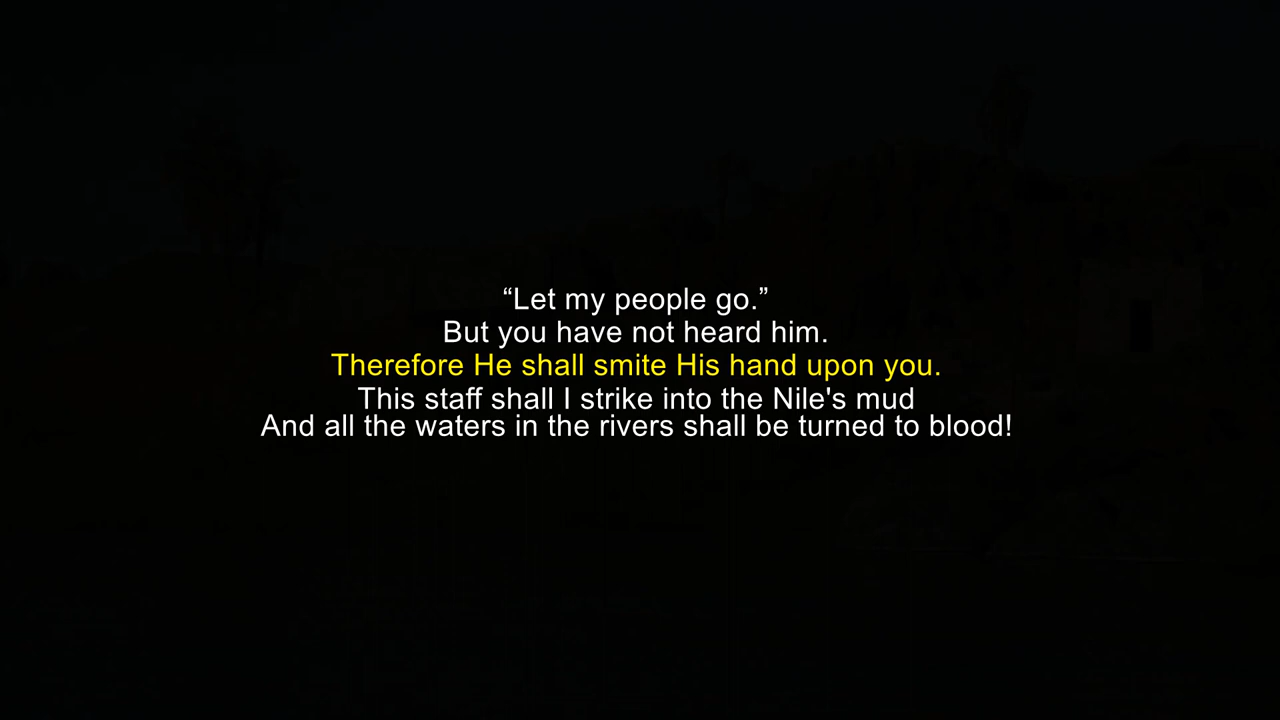 “Let my people go.”
But you have not heard him.
Therefore He shall smite His hand upon you.
This staff shall I strike into the Nile's mud
And all the waters in the rivers shall be turned to blood!